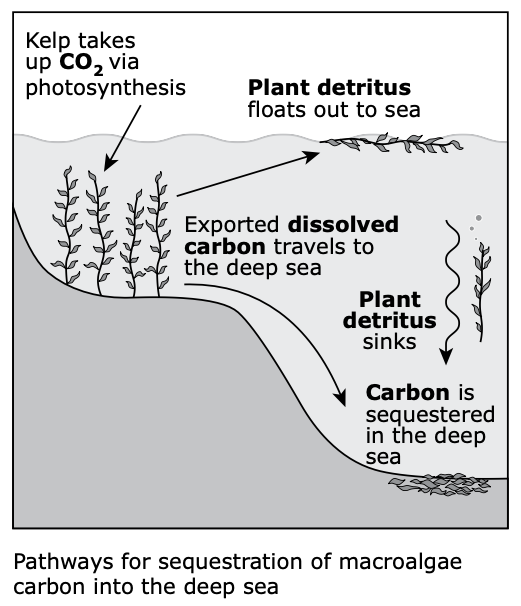 Kelp takes
up CO₂ via
photosynthesis
Plant detritus
floats out to sea
Exported dissolved
carbon travels to
the deep sea
Plant
detritus
sinks
Carbon is
sequestered
in the deep
sea
Pathways for sequestration of macroalgae
carbon into the deep sea